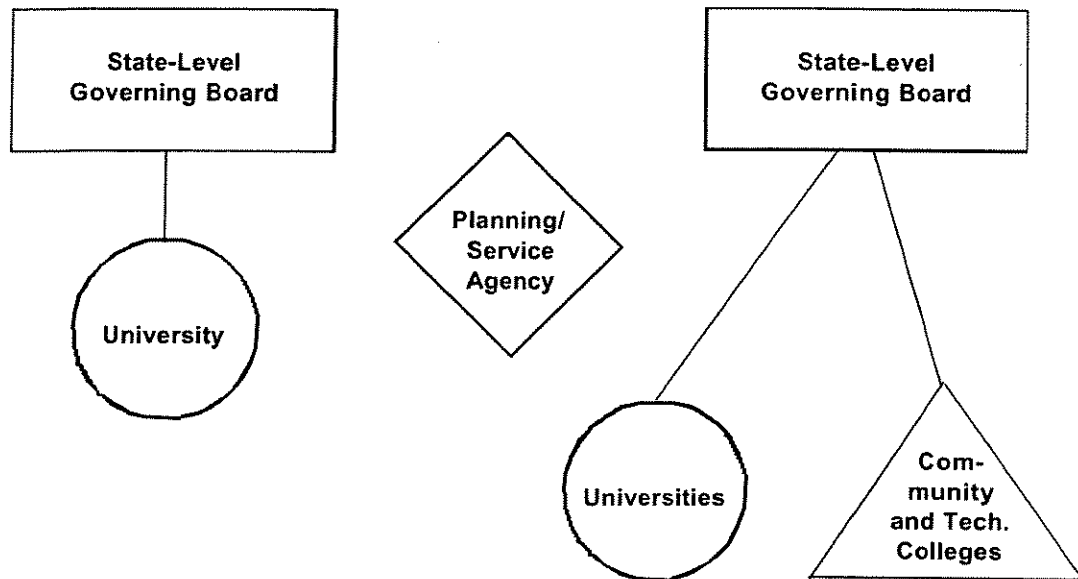 State-Level
Governing Board
University
Planning/
Service
Agency
State-Level
Governing Board
Universities
Com-
munity
and Tech.
Colleges